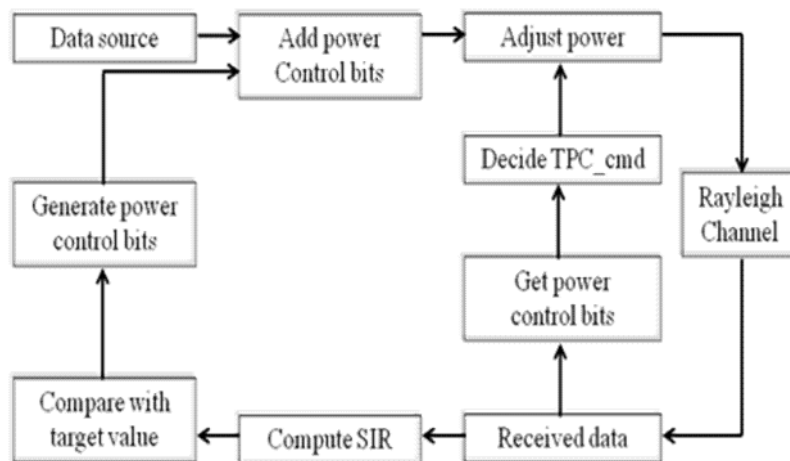 Data source
Add power
Control bits
Adjust power
Decide TPC_cmd
Rayleigh
Channel
Generate power
control bits
Get power
control bits
Compare with
target value
Compute SIR
Received data